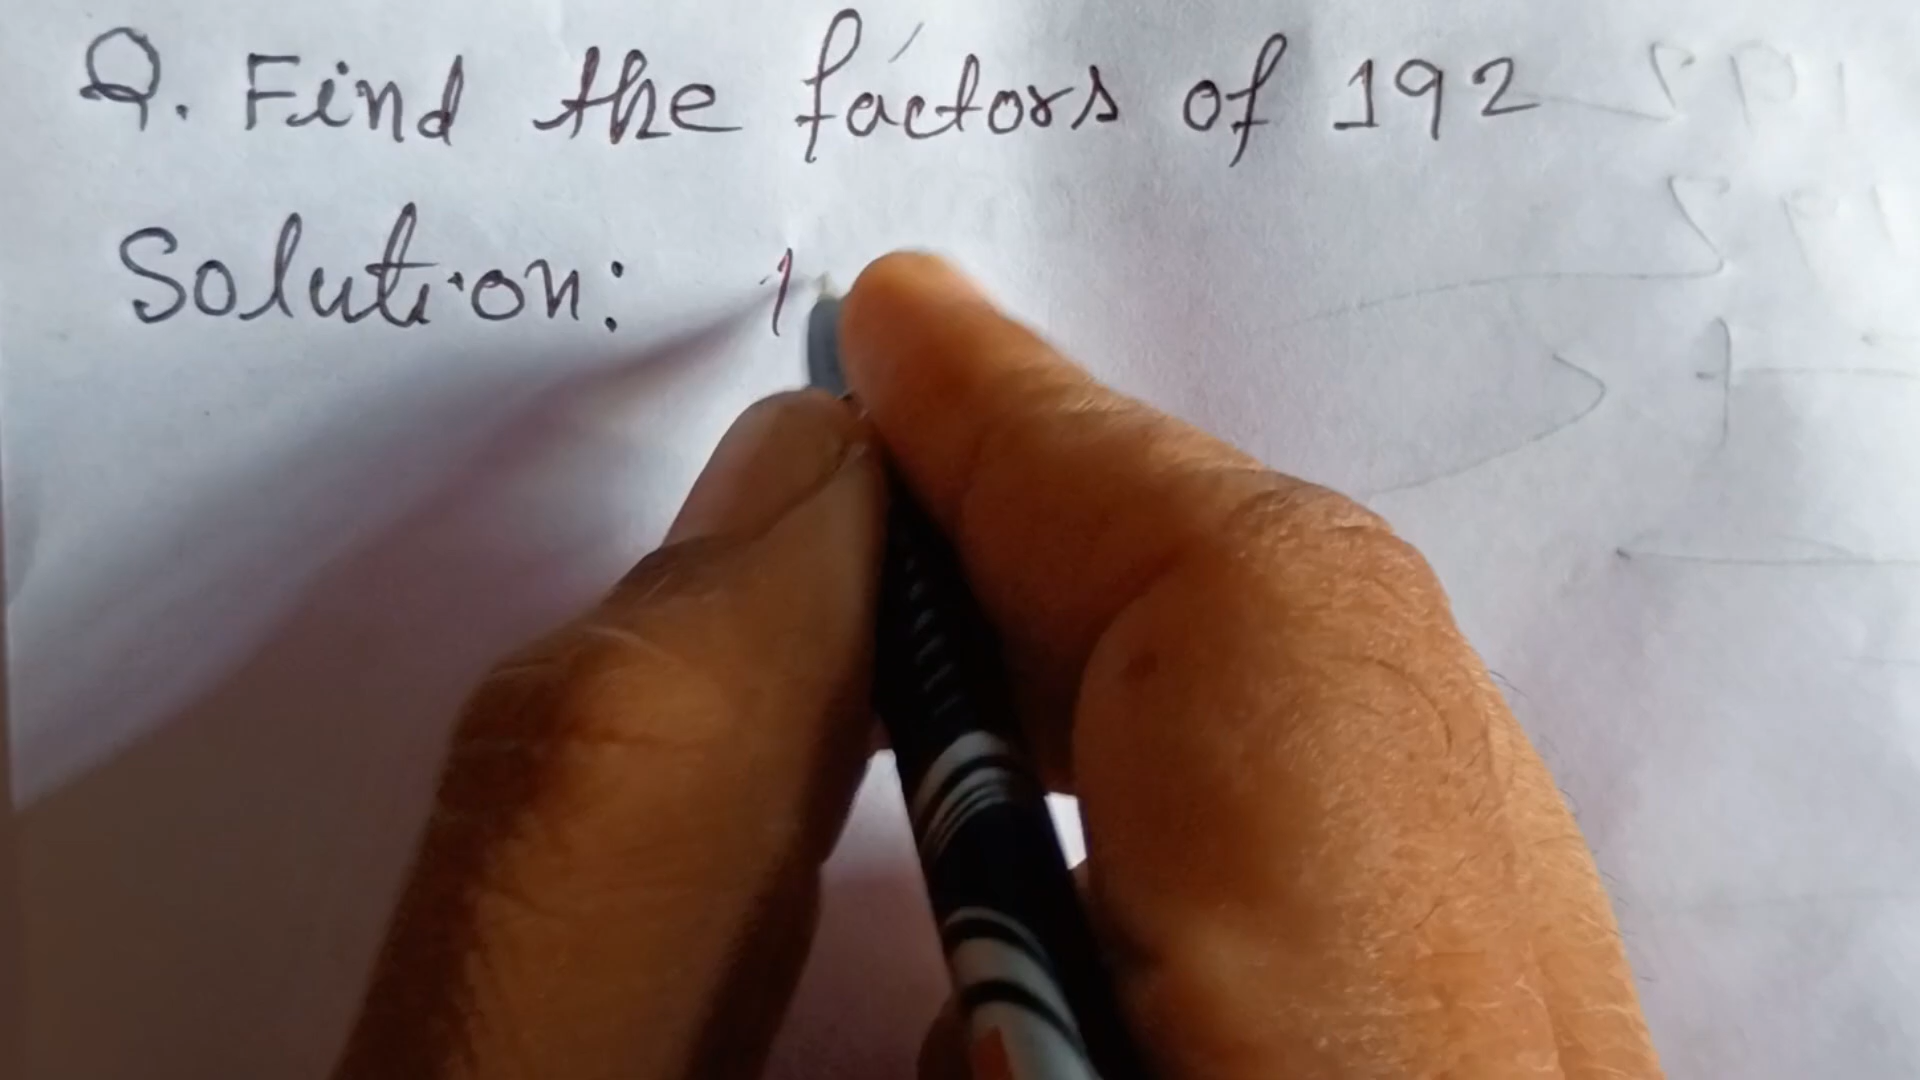 Q. Find the factors of 192
Solution: 1